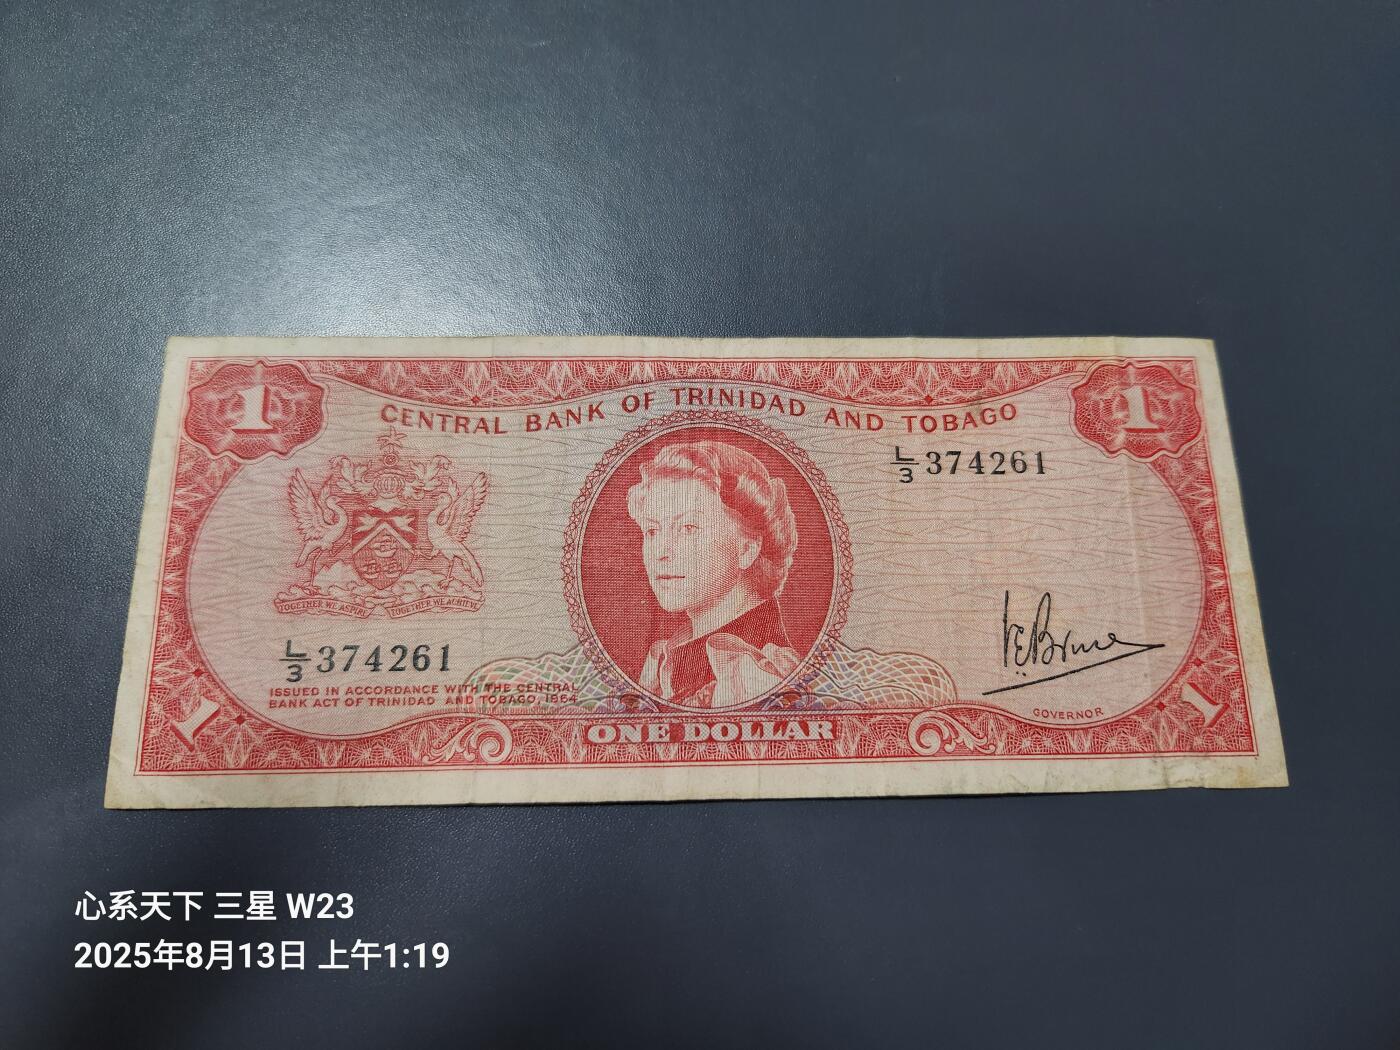 1
1
CENTRAL BANK OF TRINIDAD AND TOBAGO
L/3 374261
TOGETHER WE ASPIRE TOGETHER WE ACHIEVE
L/3 374261
ISSUED IN ACCORDANCE WITH THE CENTRAL
BANK ACT OF TRINIDAD AND TOBAGO 1964
GOVERNOR
1
ONE DOLLAR
1
心系天下 三星 W23
2025年8月13日 上午1:19